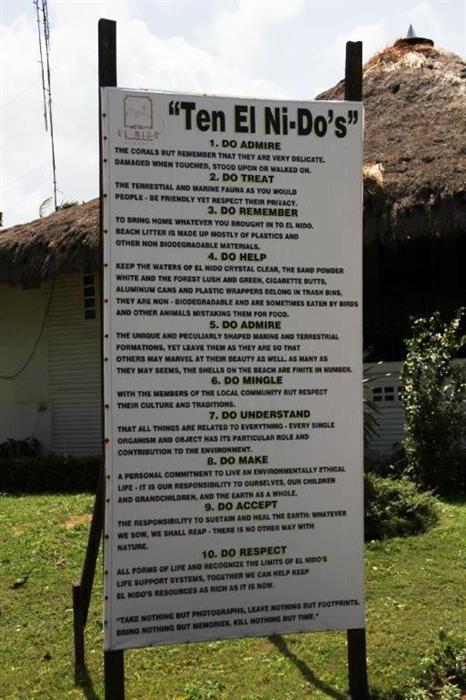 EL NIDO
"Ten El Ni-Do's"
1. DO ADMIRE
THE CORALS BUT REMEMBER THAT THEY ARE VERY DELICATE.
DAMAGED WHEN TOUCHED, STOOD UPON OR WALKED ON.
2. DO TREAT
THE TERRESTIAL AND MARINE FAUNA AS YOU WOULD
PEOPLE - BE FRIENDLY YET RESPECT THEIR PRIVACY.
3. DO REMEMBER
TO BRING HOME WHATEVER YOU BROUGHT IN TO EL NIDO.
BEACH LITTER IS MADE UP MOSTLY OF PLASTICS AND
OTHER NON BIODEGRADABLE MATERIALS.
4. DO HELP
KEEP THE WATERS OF EL NIDO CRYSTAL CLEAR, THE SAND POWDER
WHITE AND THE FOREST LUSH AND GREEN, CIGARETTE BUTTS,
ALUMINUM CANS AND PLASTIC WRAPPERS BELONG IN TRASH BINS,
THEY ARE NON - BIODEGRADABLE AND ARE SOMETIMES EATEN BY BIRDS
AND OTHER ANIMALS MISTAKING THEM FOR FOOD.
5. DO ADMIRE
THE UNIQUE AND PECULIARLY SHAPED MARINE AND TERRESTRIAL
FORMATIONS, YET LEAVE THEM AS THEY ARE SO THAT
OTHERS MAY MARVEL AT THEIR BEAUTY AS WELL. AS MANY AS
THEY MAY SEEMS, THE SHELLS ON THE BEACH ARE FINITE IN NUMBER.
6. DO MINGLE
WITH THE MEMBERS OF THE LOCAL COMMUNITY BUT RESPECT
THEIR CULTURE AND TRADITIONS.
7. DO UNDERSTAND
THAT ALL THINGS ARE RELATED TO EVERYTHING - EVERY SINGLE
ORGANISM AND OBJECT HAS ITS PARTICULAR ROLE AND
CONTRIBUTION TO THE ENVIRONMENT.
8. DO MAKE
A PERSONAL COMMITMENT TO LIVE AN ENVIRONMENTALLY ETHICAL
LIFE - IT IS OUR RESPONSIBILITY TO OURSELVES, OUR CHILDREN
AND GRANDCHILDREN, AND THE EARTH AS A WHOLE.
9. DO ACCEPT
THE RESPONSIBILITY TO SUSTAIN AND HEAL THE EARTH: WHATEVER
WE SOW, WE SHALL REAP - THERE IS NO OTHER WAY WITH
NATURE.
10. DO RESPECT
ALL FORMS OF LIFE AND RECOGNIZE THE LIMITS OF EL NIDO'S
LIFE SUPPORT SYSTEMS, TOGETHER WE CAN HELP KEEP
EL NIDO'S RESOURCES AS RICH AS IT IS NOW.
"TAKE NOTHING BUT PHOTOGRAPHS, LEAVE NOTHING BUT FOOTPRINTS.
BRING NOTHING BUT MEMORIES. KILL NOTHING BUT TIME."